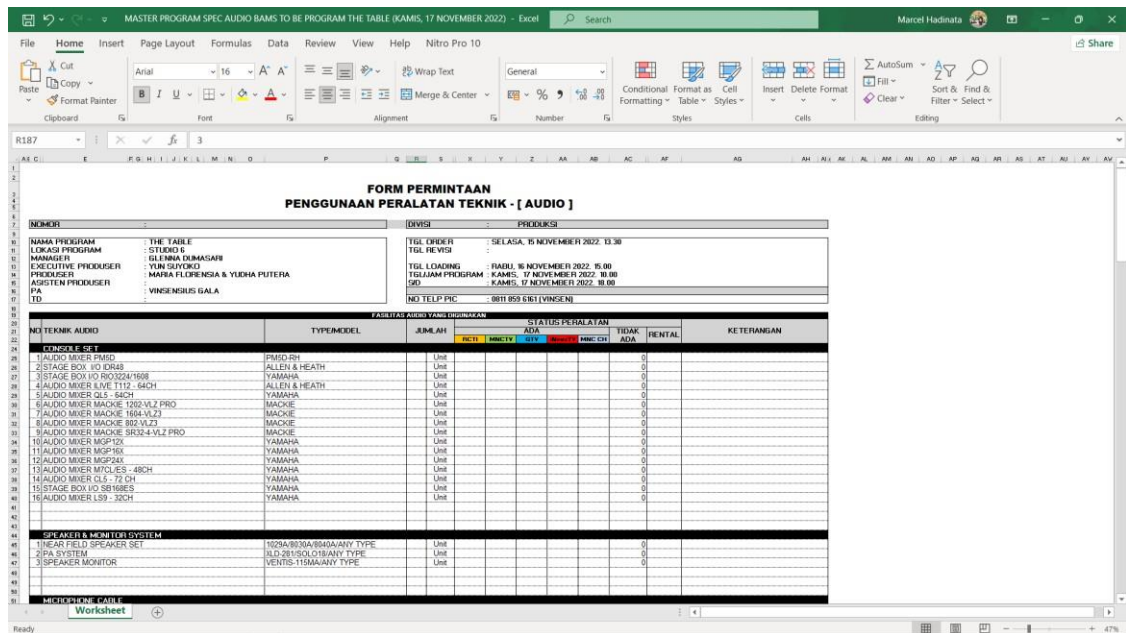 MASTER PROGRAM SPEC AUDIO BAMS TO BE PROGRAM THE TABLE (KAMIS, 17 NOVEMBER 2022) - Excel
Search
Marcel Hadinata
File Home Insert Page Layout Formulas Data Review View Help Nitro Pro 10 Share
Paste Cut Copy Format Painter Clipboard
Arial 16 B I U Font
Wrap Text Merge & Center Alignment
General % Number
Conditional Formatting Format as Table Cell Styles Styles
Insert Delete Format Cells
AutoSum Fill Clear Sort & Filter Find & Select Editing
R187 fx 3
FORM PERMINTAAN
PENGGUNAAN PERALATAN TEKNIK - [ AUDIO ]
NOMOR : DIVISI : PRODUKSI
NAMA PROGRAM : THE TABLE TGL ORDER : SELASA, 15 NOVEMBER 2022. 13.30
LOKASI PROGRAM : STUDIO 6 TGL REVISI :
MANAGER : GLENNA DUMASARI
EXECUTIVE PRODUSER : YUN SUYOKO TGL LOADING : RABU, 16 NOVEMBER 2022. 15.00
PRODUSER : MARIA FLORENSIA & YUDHA PUTERA TGL/JAM PROGRAM : KAMIS, 17 NOVEMBER 2022. 10.00
ASISTEN PRODUSER : S/D : KAMIS, 17 NOVEMBER 2022. 18.00
PA : VINSENSIUS GALA
TD : NO TELP PIC : 0811 859 6161 (VINSEN)
FASILITAS AUDIO YANG DIGUNAKAN
NO TEKNIK AUDIO TYPE/MODEL JUMLAH STATUS PERALATAN KETERANGAN
ADA TIDAK ADA RENTAL
RCTI MNCTV GTV MNC CH
CONSOLE SET
1 AUDIO MIXER PM5D PM5D-RH Unit 0
2 STAGE BOX I/O IDR48 ALLEN & HEATH Unit 0
3 STAGE BOX I/O RIO3224/1608 YAMAHA Unit 0
4 AUDIO MIXER ILIVE T112 - 64CH ALLEN & HEATH Unit 0
5 AUDIO MIXER QL5 - 64CH YAMAHA Unit 0
6 AUDIO MIXER MACKIE 1202-VLZ PRO MACKIE Unit 0
7 AUDIO MIXER MACKIE 1604-VLZ3 MACKIE Unit 0
8 AUDIO MIXER MACKIE 802-VLZ3 MACKIE Unit 0
9 AUDIO MIXER MACKIE SR32-4-VLZ PRO MACKIE Unit 0
10 AUDIO MIXER MGP12X YAMAHA Unit 0
11 AUDIO MIXER MGP16X YAMAHA Unit 0
12 AUDIO MIXER MGP24X YAMAHA Unit 0
13 AUDIO MIXER M7CL/ES - 48CH YAMAHA Unit 0
14 AUDIO MIXER CL5 - 72 CH YAMAHA Unit 0
15 STAGE BOX I/O SB168ES YAMAHA Unit 0
16 AUDIO MIXER LS9 - 32CH YAMAHA Unit 0
SPEAKER & MONITOR SYSTEM
1 NEAR FIELD SPEAKER SET 1029A/8030A/8040A/ANY TYPE Unit 0
2 PA SYSTEM XLD-281/SOLO18/ANY TYPE Unit 0
3 SPEAKER MONITOR VENTIS-115MA/ANY TYPE Unit 0
MICROPHONE CABLE
Worksheet
Ready 47%